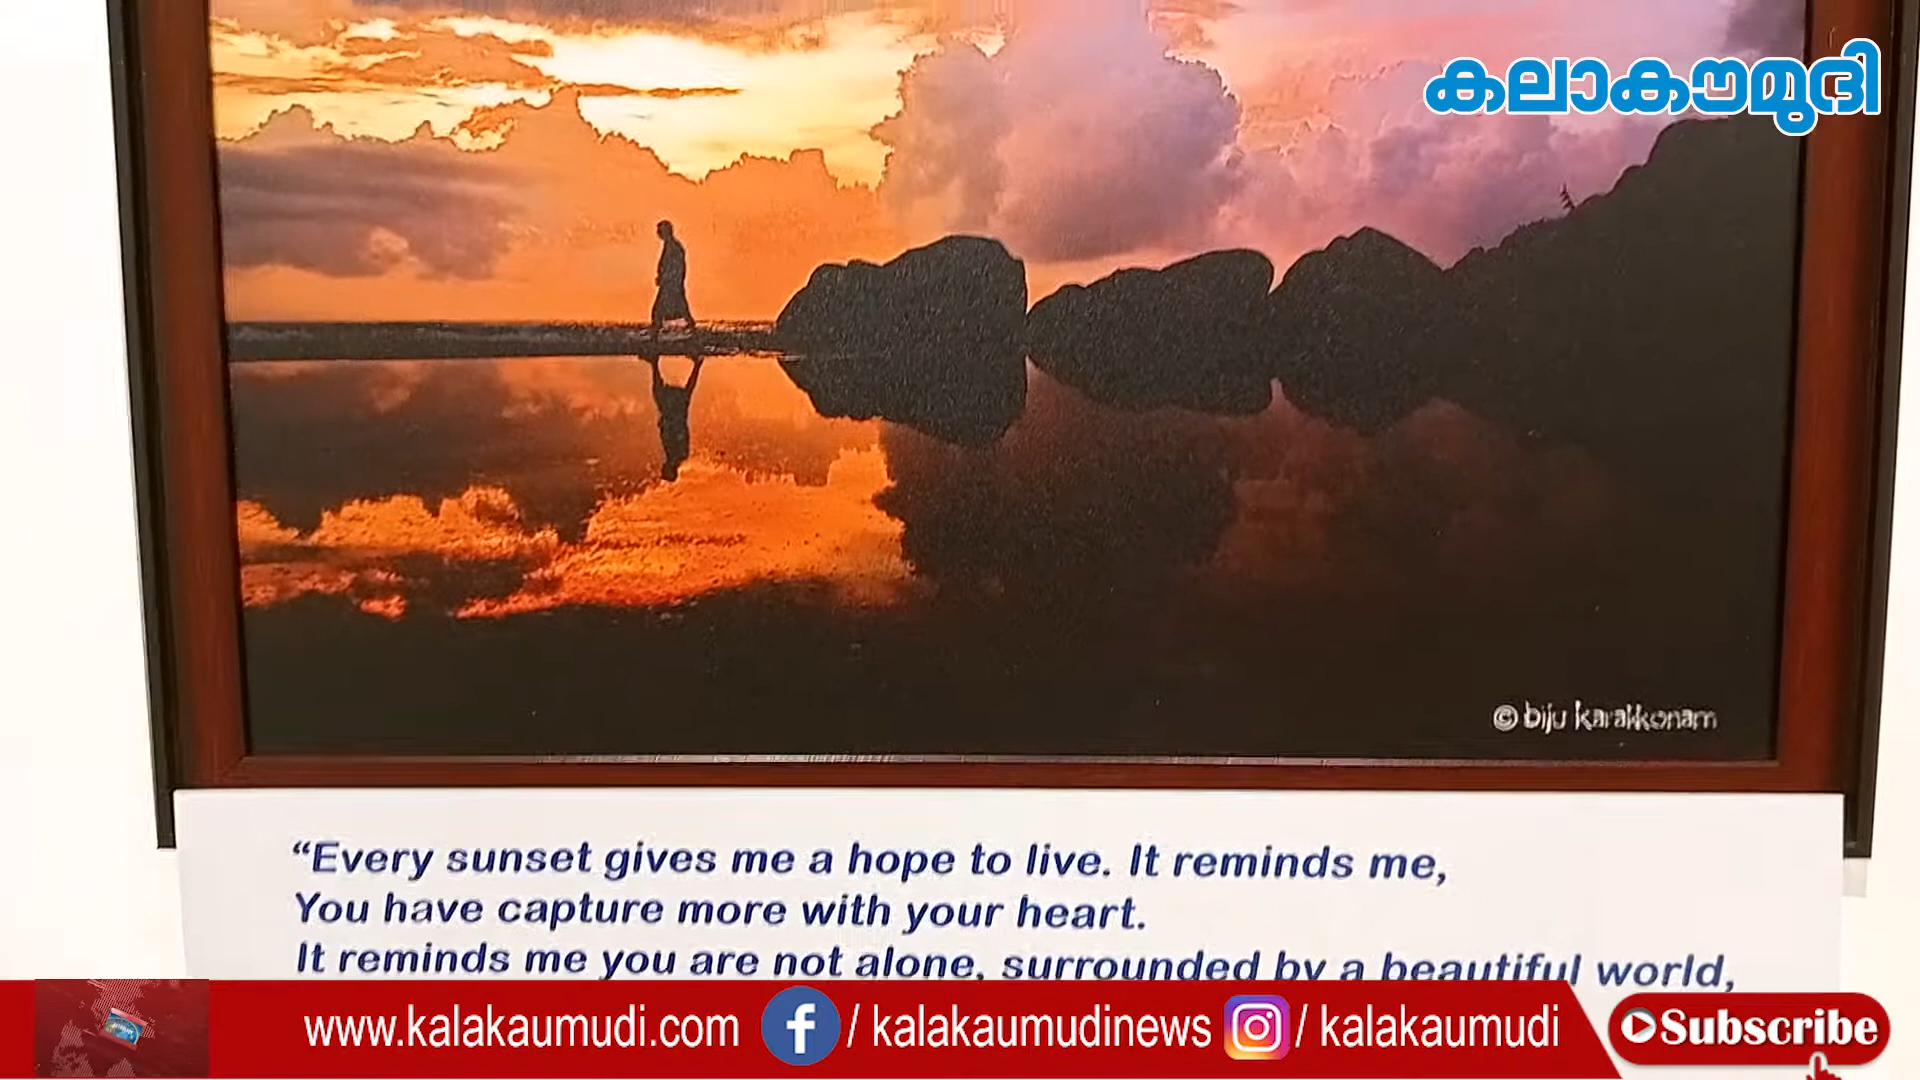 കലാകൗമുദി
© biju karakkonam
“Every sunset gives me a hope to live. It reminds me,
You have capture more with your heart.
It reminds me you are not alone, surrounded by a beautiful world,
www.kalakaumudi.com f / kalakaumudinews / kalakaumudi Subscribe